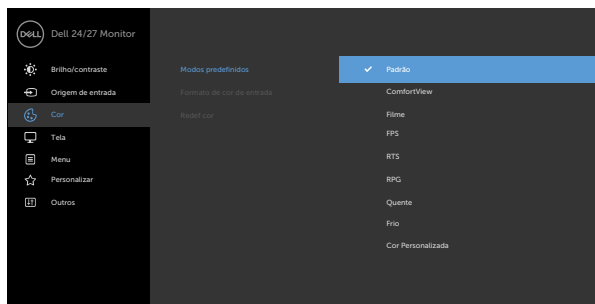 DELL Dell 24/27 Monitor
Brilho/contraste Modos predefinidos Padrão
Origem de entrada Formato de cor de entrada ComfortView
Cor Redef cor Filme
Tela FPS
Menu RTS
Personalizar RPG
Outros Quente
Frio
Cor Personalizada